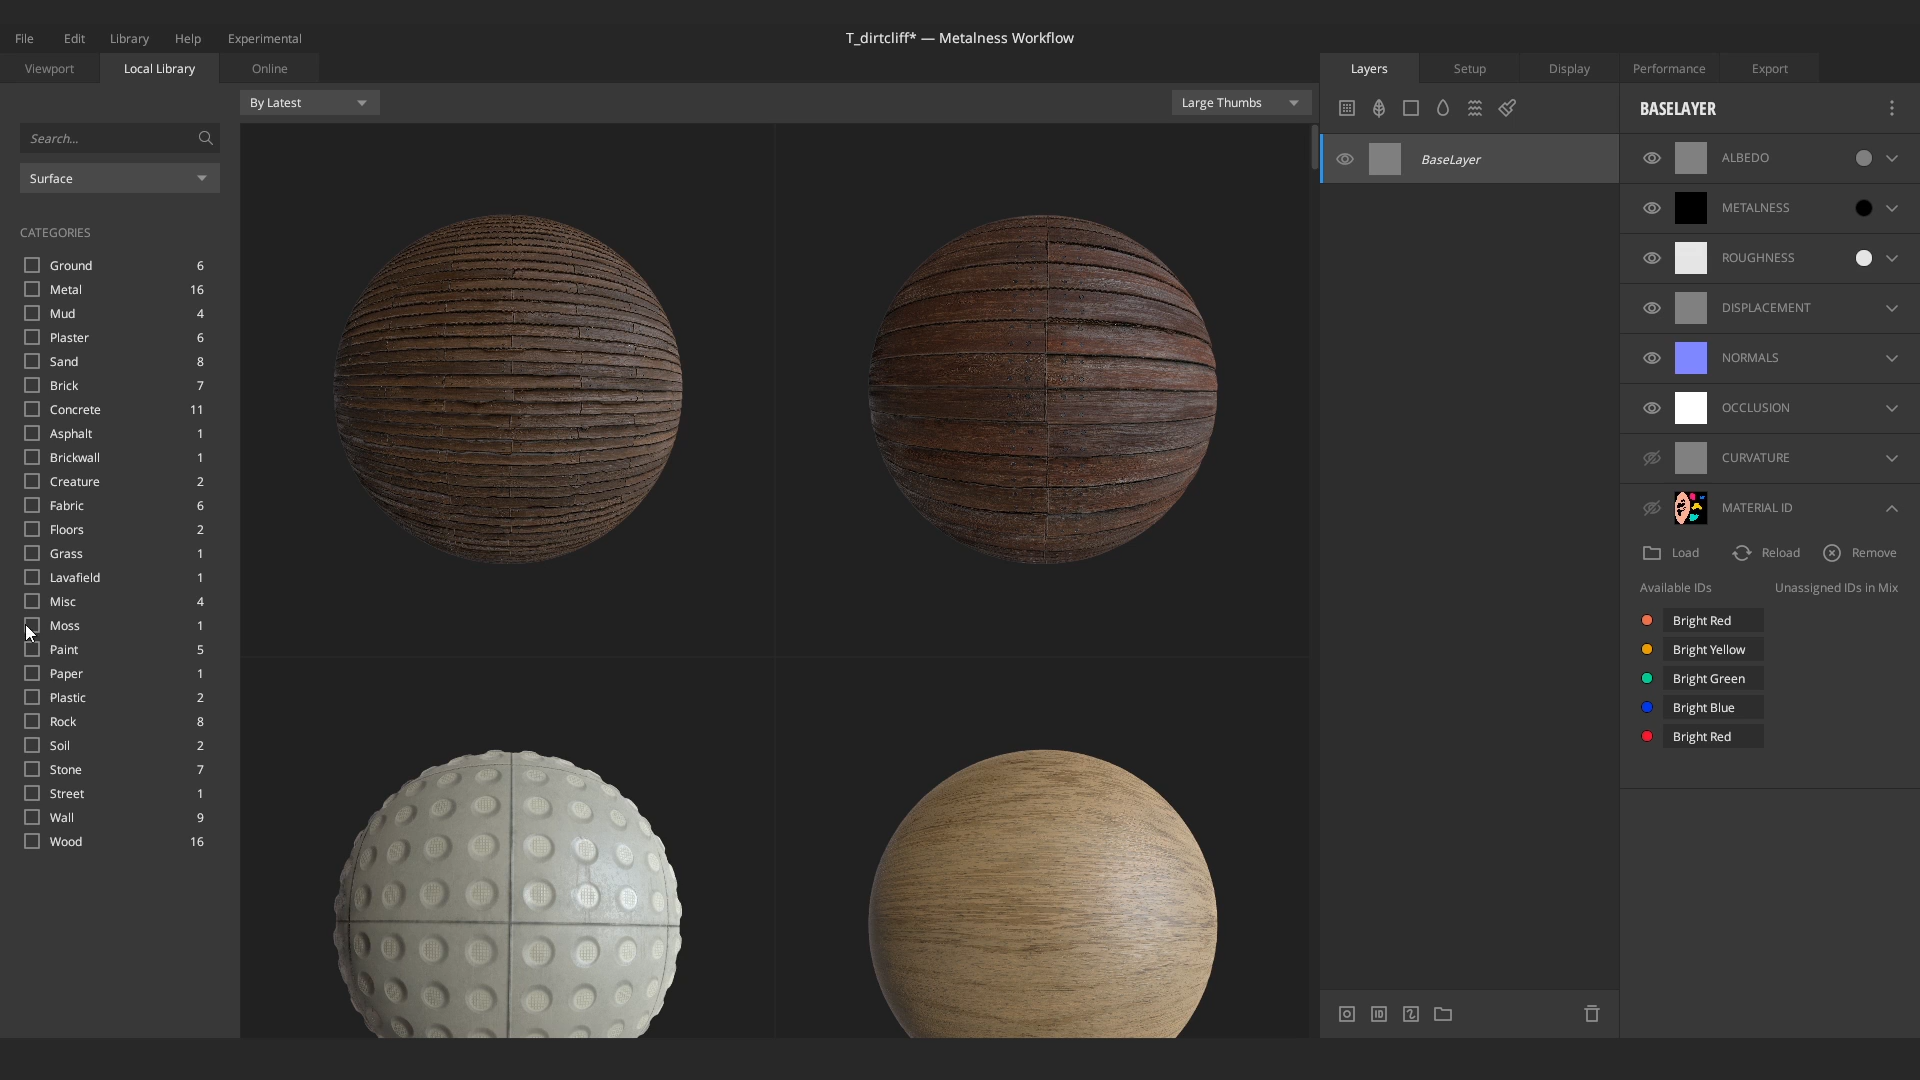 File Edit Library Help Experimental
T_dirtcliff* — Metalness Workflow
Viewport Local Library Online
Layers Setup Display Performance Export
By Latest
Large Thumbs
Search...
Surface
CATEGORIES
Ground 6
Metal 16
Mud 4
Plaster 6
Sand 8
Brick 7
Concrete 11
Asphalt 1
Brickwall 1
Creature 2
Fabric 6
Floors 2
Grass 1
Lavafield 1
Misc 4
Moss 1
Paint 5
Paper 1
Plastic 2
Rock 8
Soil 2
Stone 7
Street 1
Wall 9
Wood 16
BaseLayer
ID
BASELAYER
ALBEDO
METALNESS
ROUGHNESS
DISPLACEMENT
NORMALS
OCCLUSION
CURVATURE
MATERIAL ID
Load Reload Remove
Available IDs Unassigned IDs in Mix
Bright Red
Bright Yellow
Bright Green
Bright Blue
Bright Red